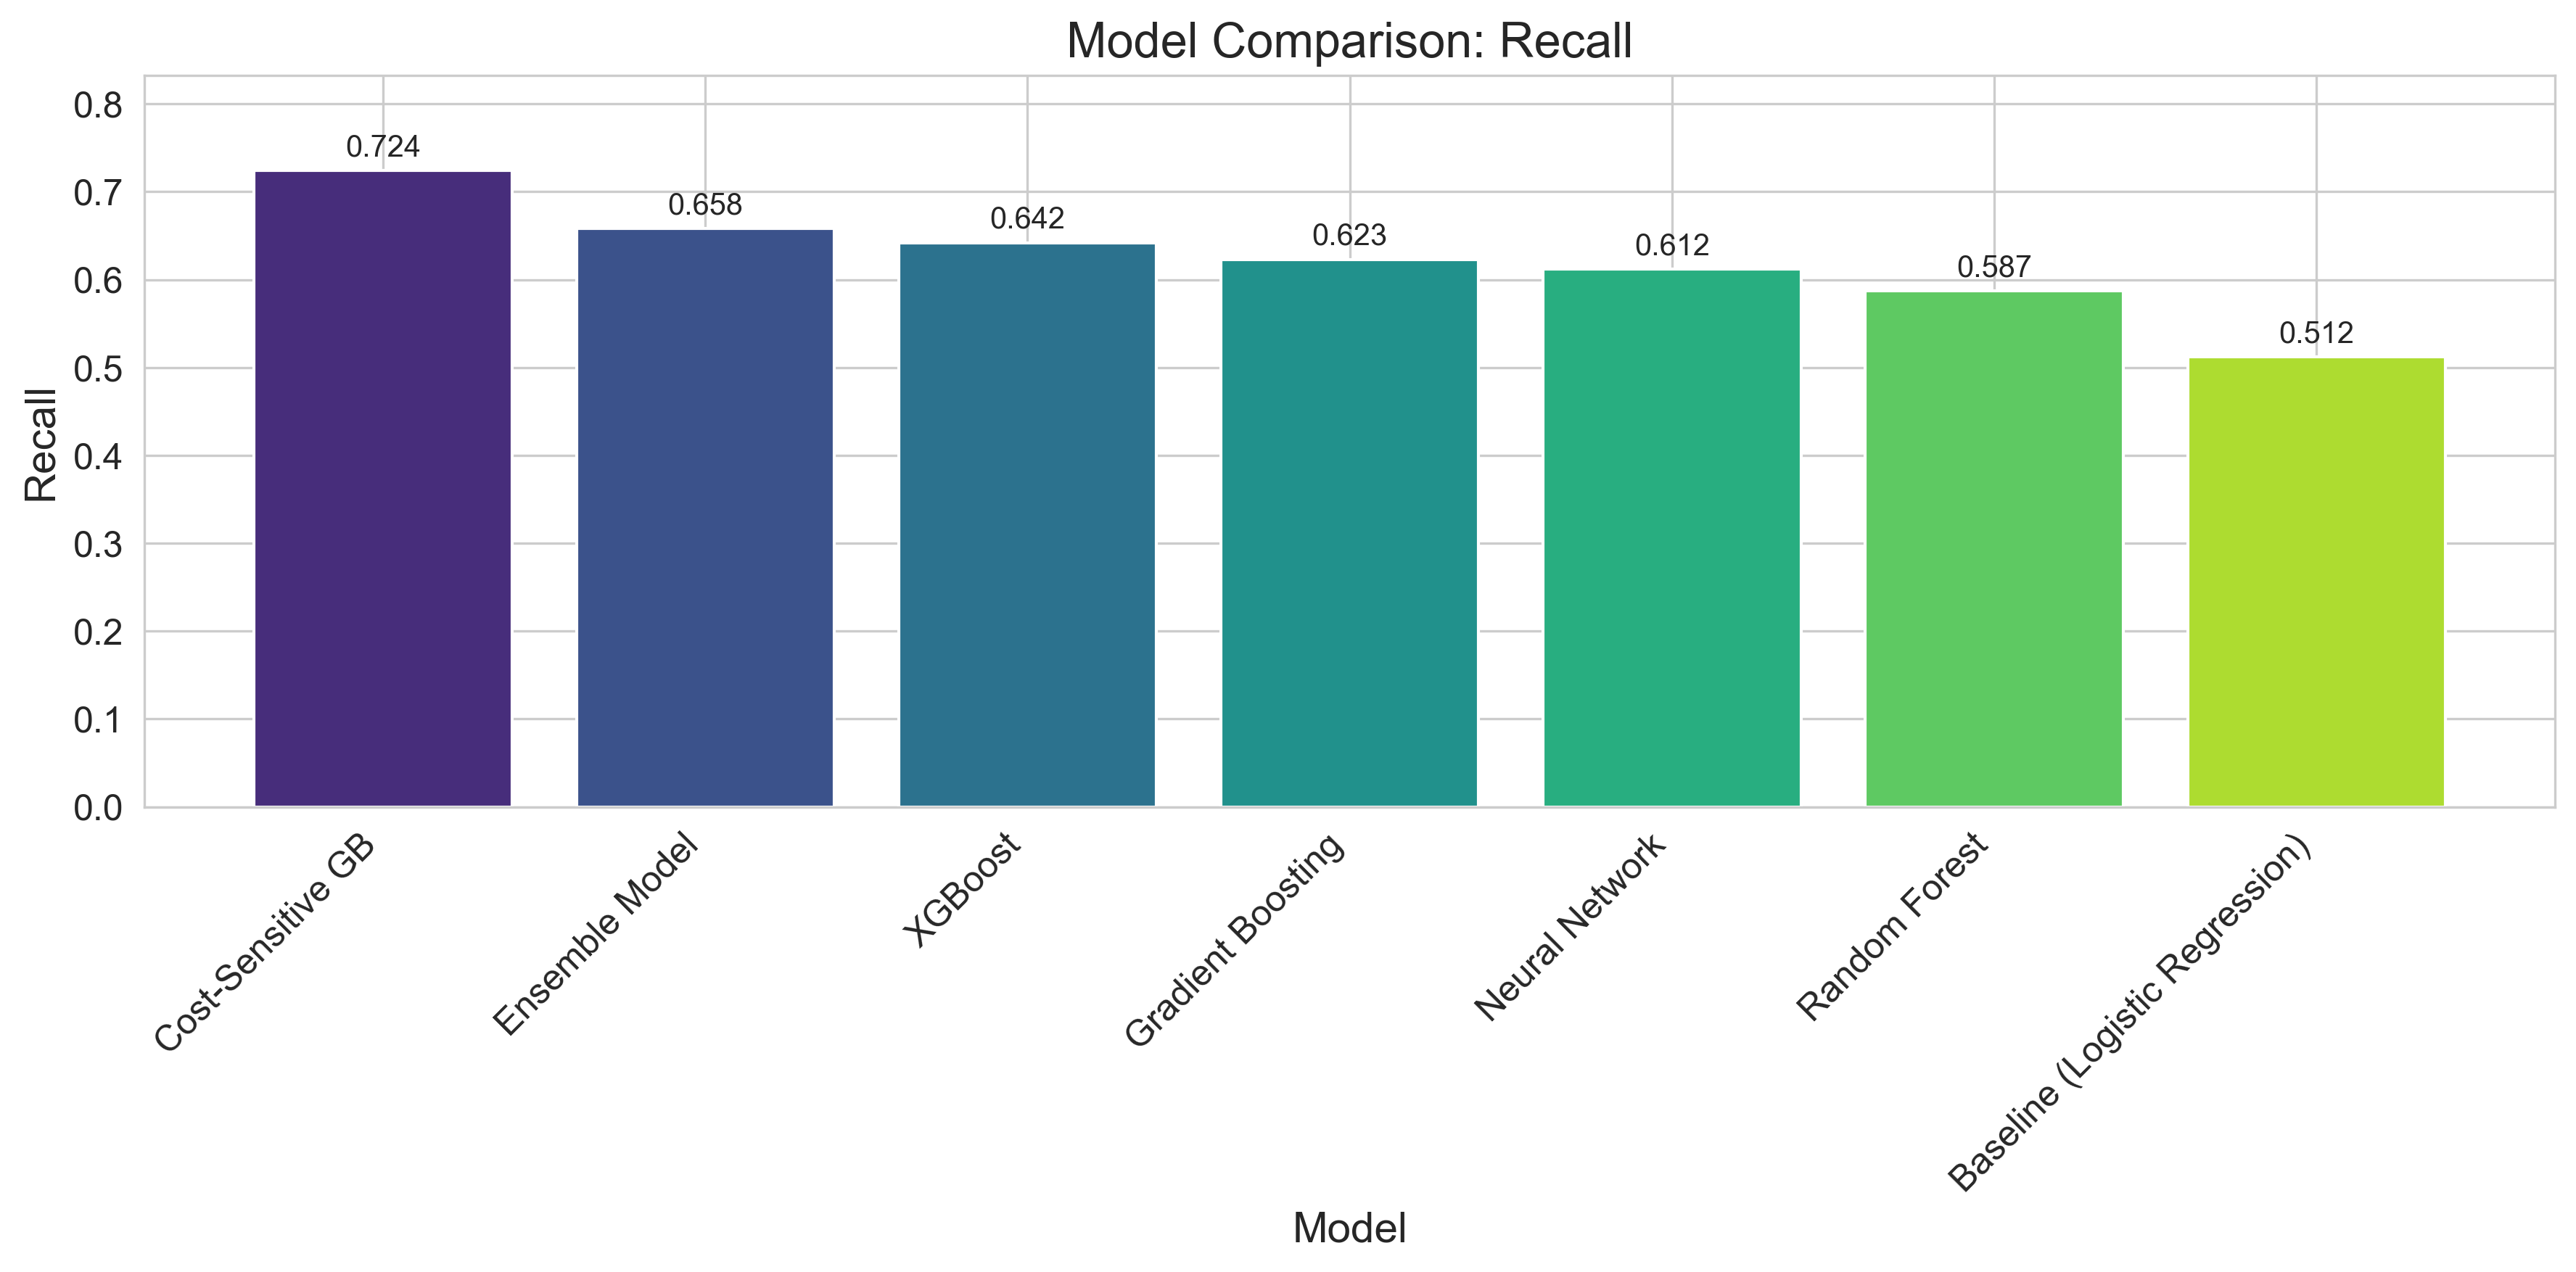 Model Comparison: Recall
0.8
0.7
0.6
0.5
0.4
0.3
0.2
0.1
0.0
Recall
0.724
0.658
0.642
0.623
0.612
0.587
0.512
Cost-Sensitive GB
Ensemble Model
XGBoost
Gradient Boosting
Neural Network
Random Forest
Baseline (Logistic Regression)
Model